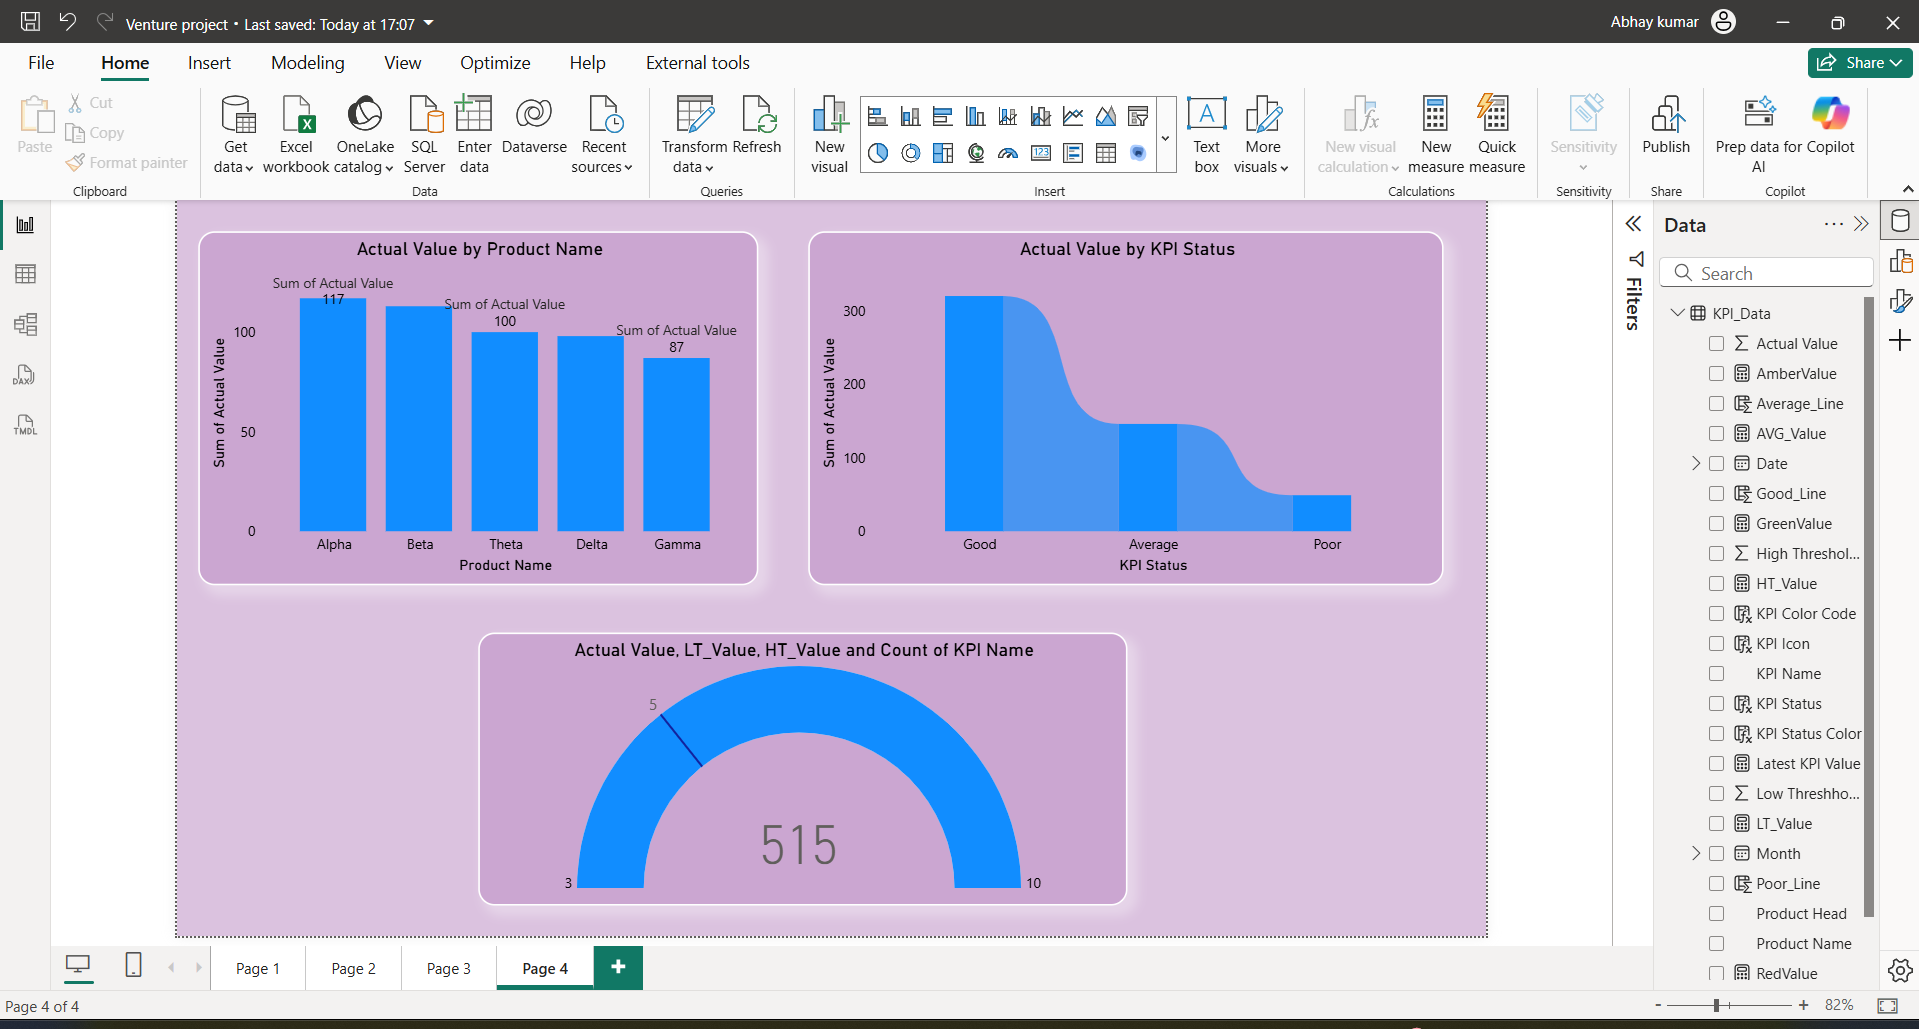 Venture project • Last saved: Today at 17:07
Abhay kumar
File
Home
Insert
Modeling
View
Optimize
Help
External tools
Share
Paste
Cut
Copy
Format painter
Clipboard
Get data
Excel workbook
OneLake catalog
SQL Server
Enter data
Dataverse
Recent sources
Data
Transform data
Refresh
Queries
New visual
123
Insert
A
Text box
More visuals
New visual calculation
New measure
Quick measure
Calculations
Sensitivity
Sensitivity
Publish
Share
Prep data for AI
Copilot
Copilot
DAX
TMDL
Actual Value by Product Name
Sum of Actual Value
117
Sum of Actual Value
100
Sum of Actual Value
87
Sum of Actual Value
100
50
0
Alpha
Beta
Theta
Delta
Gamma
Product Name
Actual Value by KPI Status
Sum of Actual Value
300
200
100
0
Good
Average
Poor
KPI Status
Actual Value, LT_Value, HT_Value and Count of KPI Name
5
515
3
10
Filters
Data
Search
KPI_Data
Actual Value
AmberValue
Average_Line
AVG_Value
Date
Good_Line
GreenValue
High Threshol...
HT_Value
KPI Color Code
KPI Icon
KPI Name
KPI Status
KPI Status Color
Latest KPI Value
Low Threshho...
LT_Value
Month
Poor_Line
Product Head
Product Name
RedValue
Page 1
Page 2
Page 3
Page 4
+
Page 4 of 4
-
+
82%